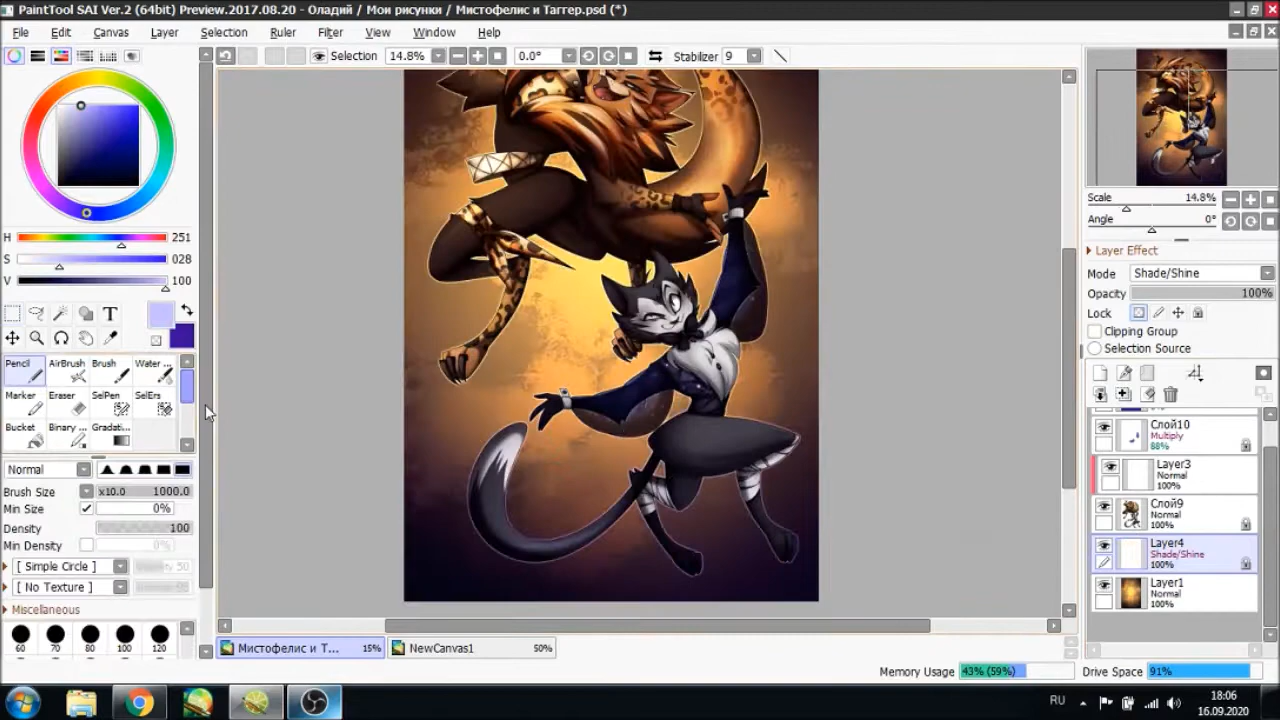 PaintTool SAI Ver.2 (64bit) Preview.2017.08.20 - Оладий / Мои рисунки / Мистофелис и Таггер.psd (*)
File Edit Canvas Layer Selection Ruler Filter View Window Help
Selection 14.8% 0.0° Stabilizer 9
Scale 14.8%
Angle 0°
H 251
S 028
V 100
Layer Effect
Mode Shade/Shine
Opacity 100%
Lock
Clipping Group
Selection Source
T
Pencil AirBrush Brush Water ...
Marker Eraser SelPen SelErs
Bucket Binary ... Gradati...
Normal
Brush Size x10.0 1000.0
Min Size 0%
Density 100
Min Density 0%
[ Simple Circle ]
[ No Texture ]
Miscellaneous
60 70 80 100 120
Слой10
Multiply
88%
Layer3
Normal
100%
Слой9
Normal
100%
Layer4
Shade/Shine
100%
Layer1
Normal
100%
Мистофелис и Т... 15% NewCanvas1 50%
Memory Usage 43% (59%) Drive Space 91%
RU 18:06
16.09.2020